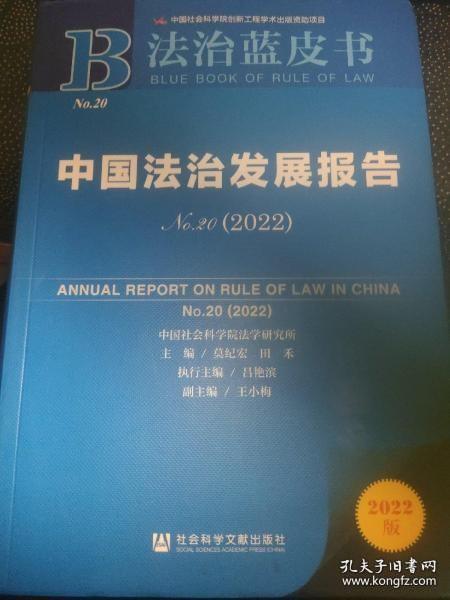 中国社会科学院创新工程学术出版资助项目
B 法治蓝皮书
BLUE BOOK OF RULE OF LAW
No.20
中国法治发展报告
No.20 (2022)
ANNUAL REPORT ON RULE OF LAW IN CHINA
No.20 (2022)
中国社会科学院法学研究所
主 编 / 莫纪宏 田 禾
执行主编 / 吕艳滨
副主编 / 王小梅
2022
版
社会科学文献出版社
SOCIAL SCIENCES ACADEMIC PRESS (CHINA)
孔夫子旧书网
www.kongfz.com